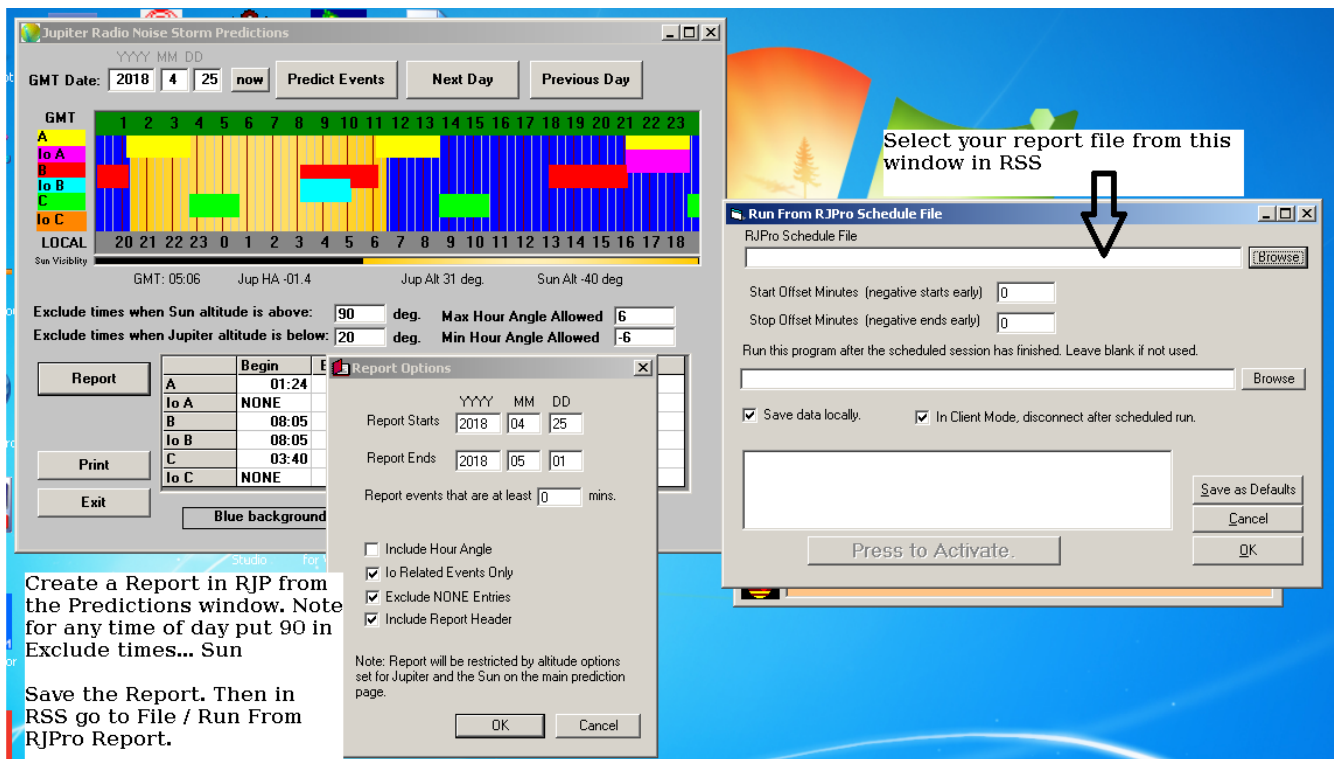 Jupiter Radio Noise Storm Predictions
YYYY MM DD
GMT Date: 2018 4 25 now Predict Events Next Day Previous Day
GMT 1 2 3 4 5 6 7 8 9 10 11 12 13 14 15 16 17 18 19 20 21 22 23
A
Io A
B
Io B
C
Io C
LOCAL 20 21 22 23 0 1 2 3 4 5 6 7 8 9 10 11 12 13 14 15 16 17 18
Sun Visiblity
GMT: 05:06 Jup HA -01.4 Jup Alt 31 deg. Sun Alt -40 deg
Exclude times when Sun altitude is above: 90 deg. Max Hour Angle Allowed 6
Exclude times when Jupiter altitude is below: 20 deg. Min Hour Angle Allowed -6
Report
Print
Exit
Begin
A 01:24
Io A NONE
B 08:05
Io B 08:05
C 03:40
Io C NONE
Blue background
Report Options
YYYY MM DD
Report Starts 2018 04 25
Report Ends 2018 05 01
Report events that are at least 0 mins.
Include Hour Angle
Io Related Events Only
Exclude NONE Entries
Include Report Header
Note: Report will be restricted by altitude options
set for Jupiter and the Sun on the main prediction
page.
OK Cancel
Studio for
Create a Report in RJP from
the Predictions window. Note
for any time of day put 90 in
Exclude times... Sun
Save the Report. Then in
RSS go to File / Run From
RJPro Report.
Select your report file from this
window in RSS
Run From RJPro Schedule File
RJPro Schedule File
Browse
Start Offset Minutes (negative starts early) 0
Stop Offset Minutes (negative ends early) 0
Run this program after the scheduled session has finished. Leave blank if not used.
Browse
Save data locally. In Client Mode, disconnect after scheduled run.
Save as Defaults
Cancel
Press to Activate. OK